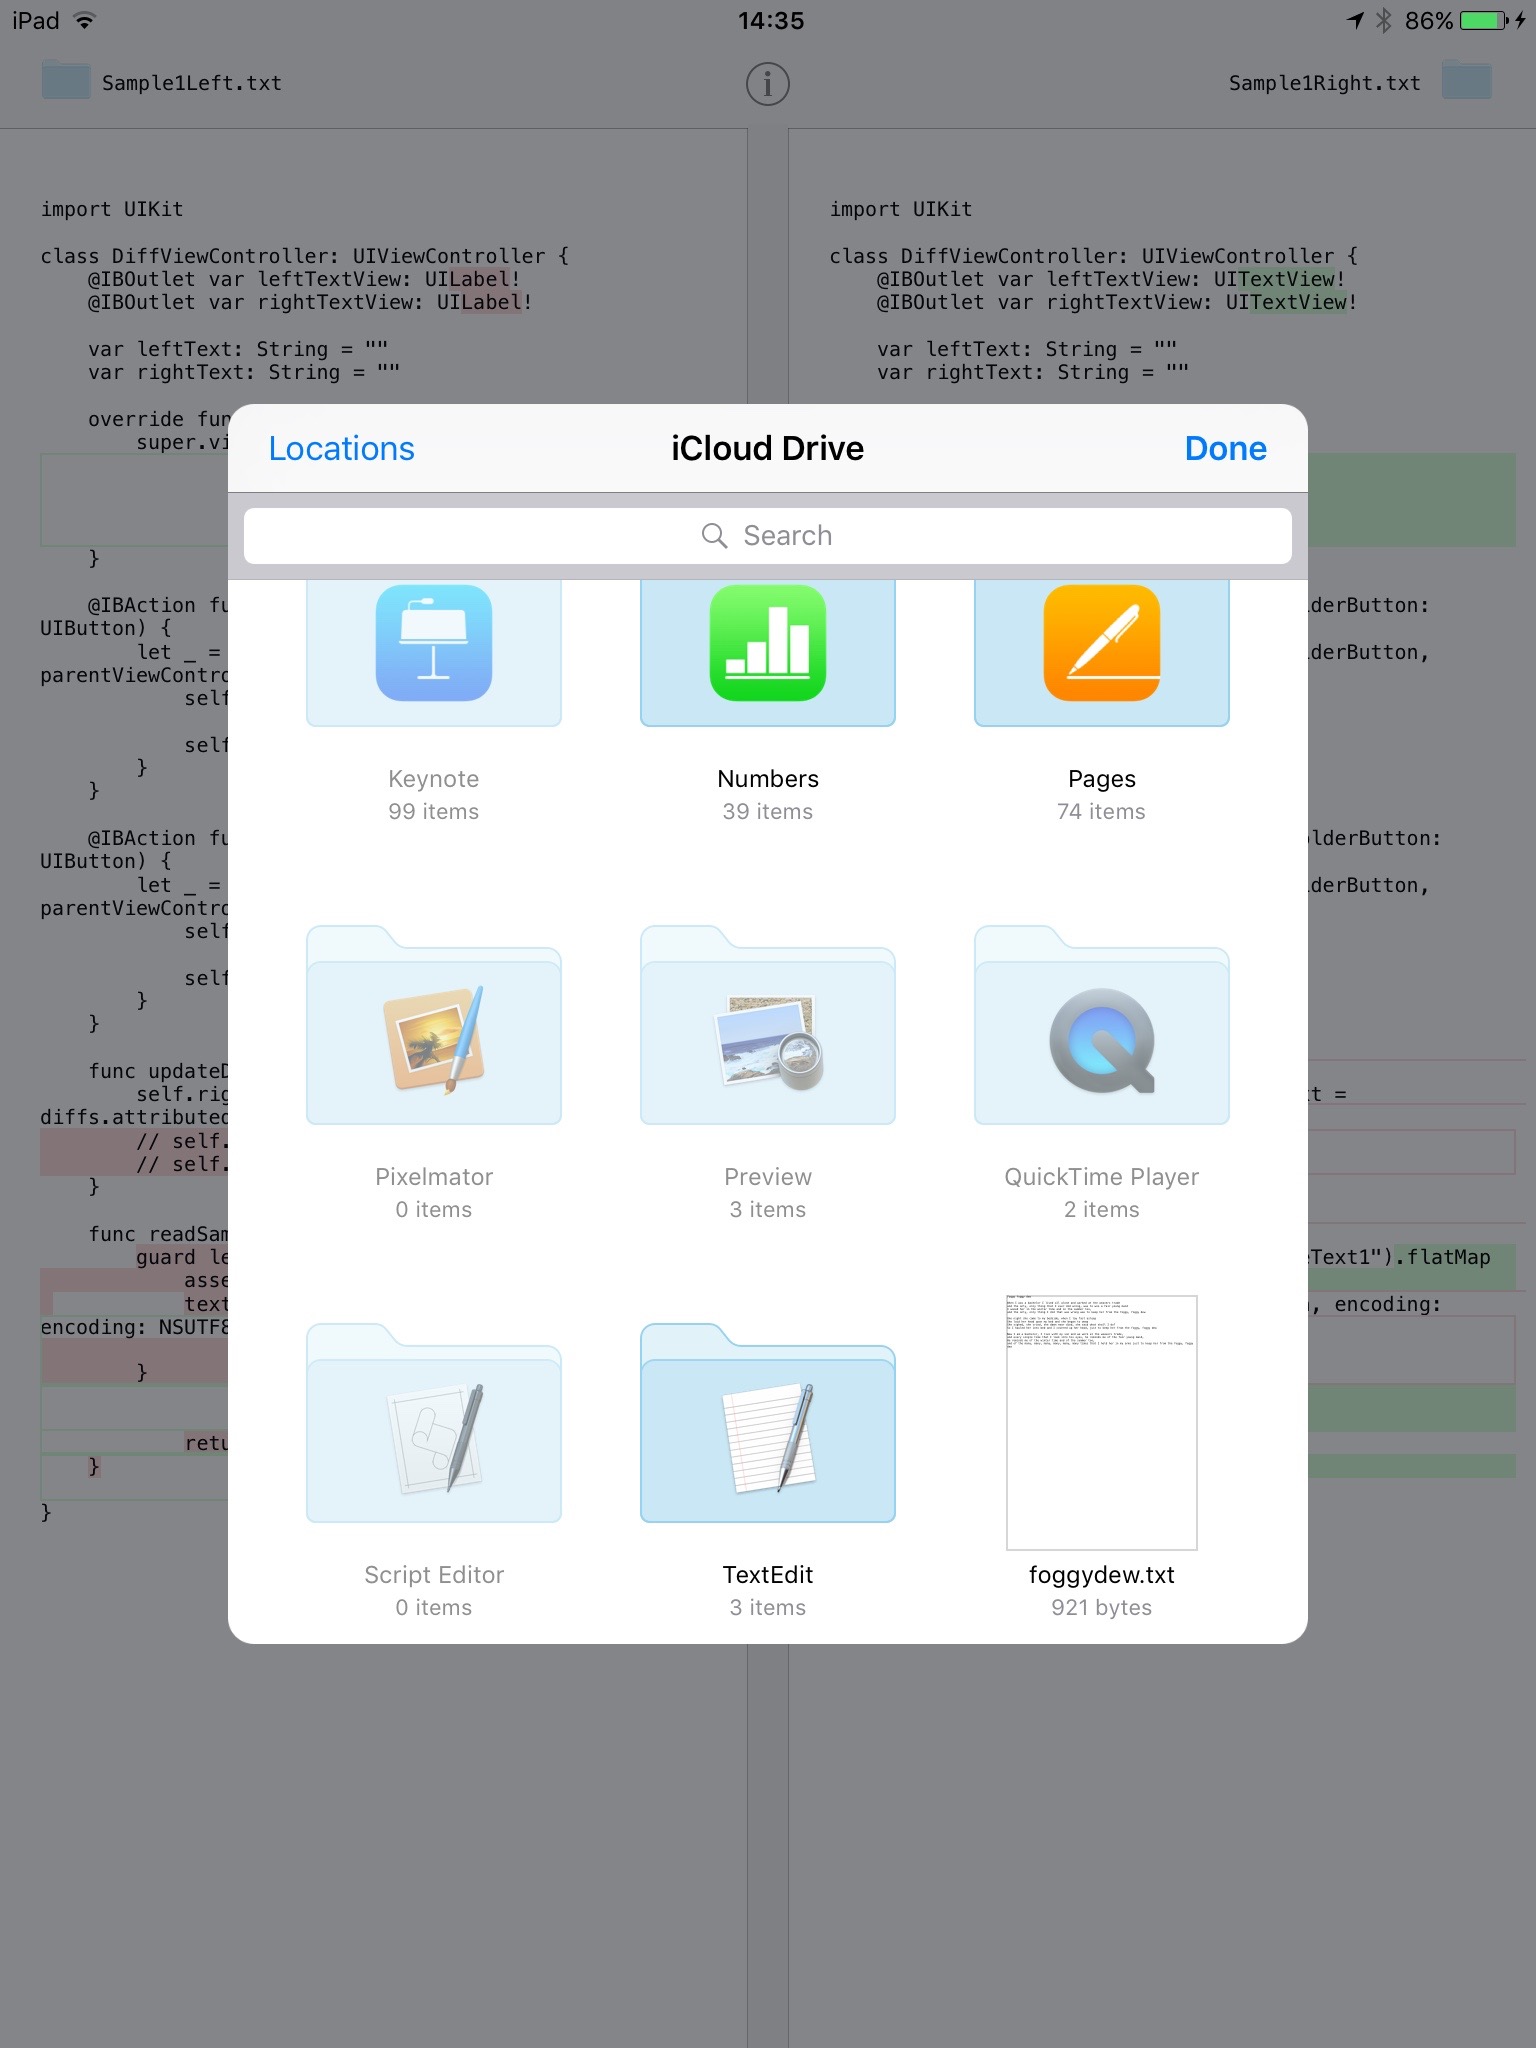 iPad 14:35 86%
Sample1Left.txt
Sample1Right.txt
import UIKit
class DiffViewController: UIViewController {
@IBOutlet var leftTextView: UILabel!
@IBOutlet var rightTextView: UILabel!
var leftText: String = ""
var rightText: String = ""
override fun
super.vi
}
@IBAction fu
UIButton) {
let _ =
parentViewContro
self
self
}
}
@IBAction fu
UIButton) {
let _ =
parentViewContro
self
self
}
}
func updateD
self.rig
diffs.attributed
// self.
// self.
}
func readSam
guard le
asse
text
encoding: NSUTF8
}
retu
}
}
import UIKit
class DiffViewController: UIViewController {
@IBOutlet var leftTextView: UITextView!
@IBOutlet var rightTextView: UITextView!
var leftText: String = ""
var rightText: String = ""
lderButton:
lderButton,
olderButton:
lderButton,
xt =
eText1").flatMap
, encoding:
Locations
iCloud Drive
Done
Search
Keynote
99 items
Numbers
39 items
Pages
74 items
Pixelmator
0 items
Preview
3 items
QuickTime Player
2 items
Script Editor
0 items
TextEdit
3 items
foggydew.txt
921 bytes